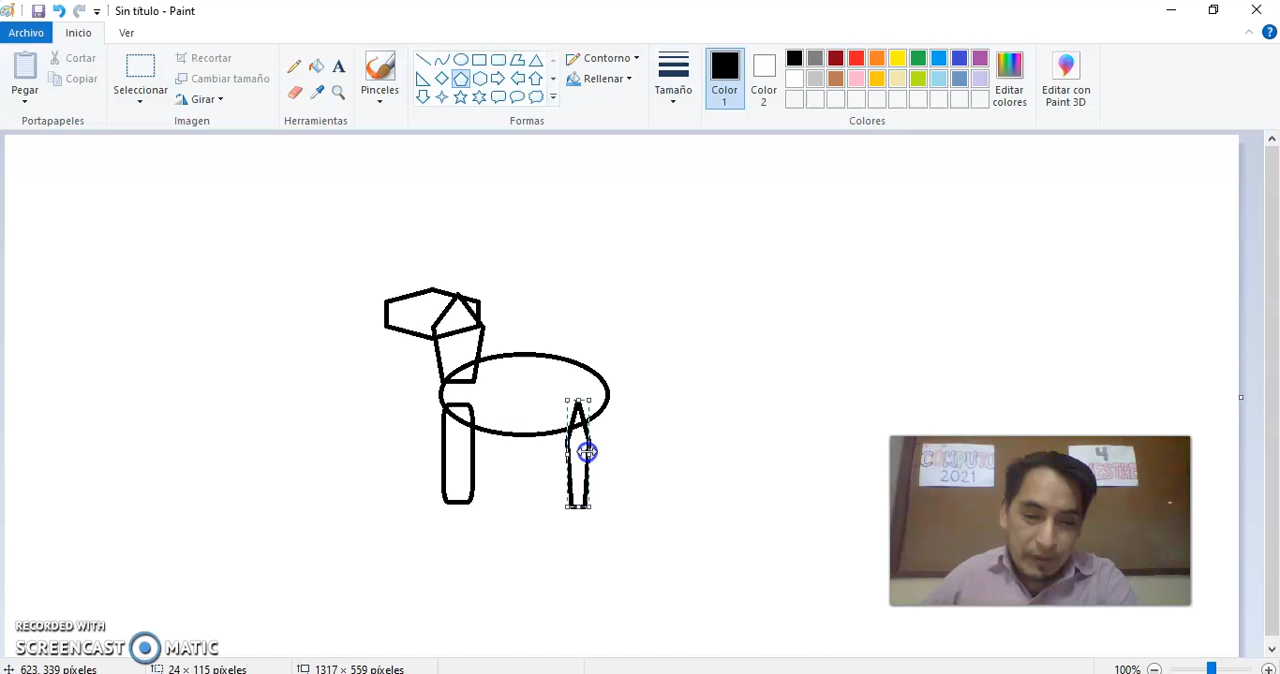 Sin título - Paint
Archivo
Inicio
Ver
Pegar
Cortar
Copiar
Portapapeles
Seleccionar
Recortar
Cambiar tamaño
Girar
Imagen
A
Herramientas
Pinceles
Contorno
Rellenar
Formas
Tamaño
Color
1
Color
2
Editar
colores
Colores
Editar con
Paint 3D
CÓMPUTO
2021
4
MESTRE
RECORDED WITH
SCREENCAST MATIC
623, 339 píxeles
24 × 115 píxeles
1317 × 559 píxeles
100%